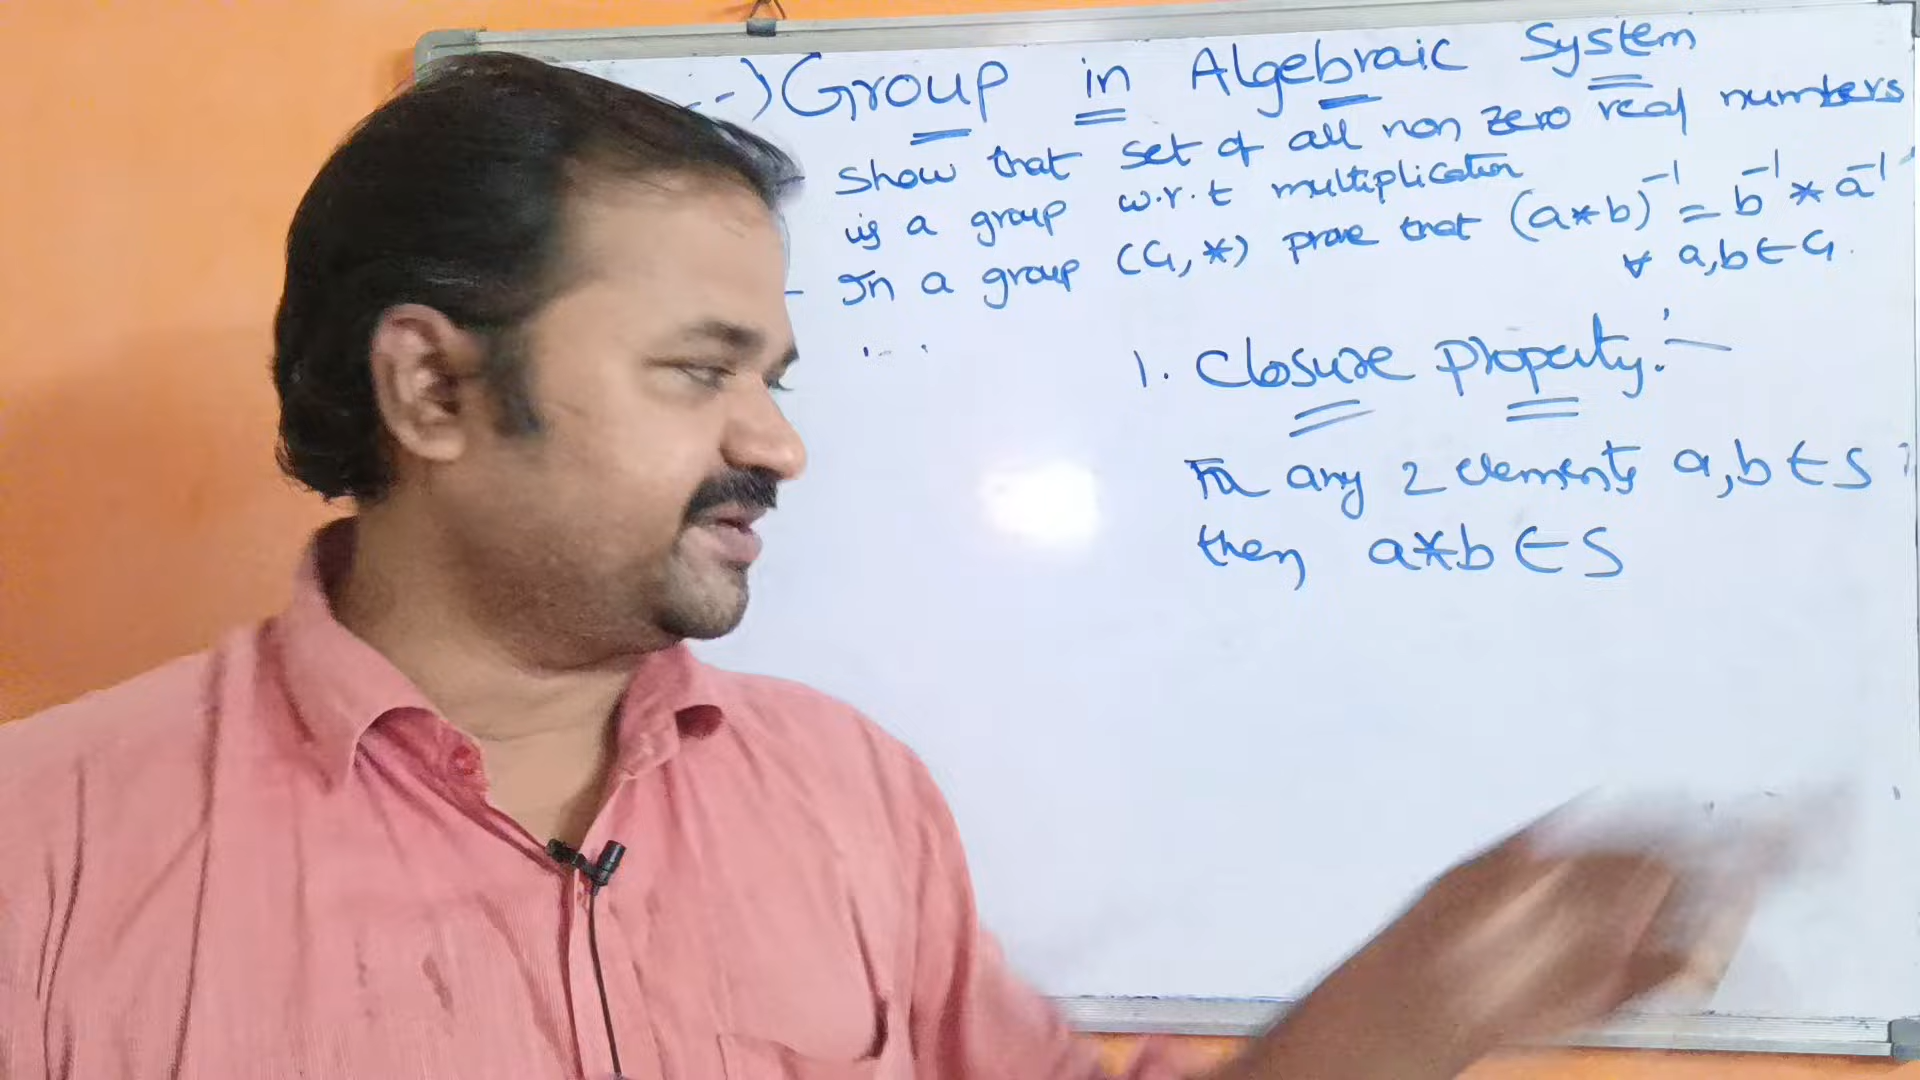 Group in Algebraic System
- show that set of all non zero real numbers
is a group w.r.t multiplication
- In a group (G, *) prove that (a*b)⁻¹ = b⁻¹ * a⁻¹
∀ a,b ∈ G.
1. Closure property:-
For any 2 elements a,b ∈ S
then a*b ∈ S